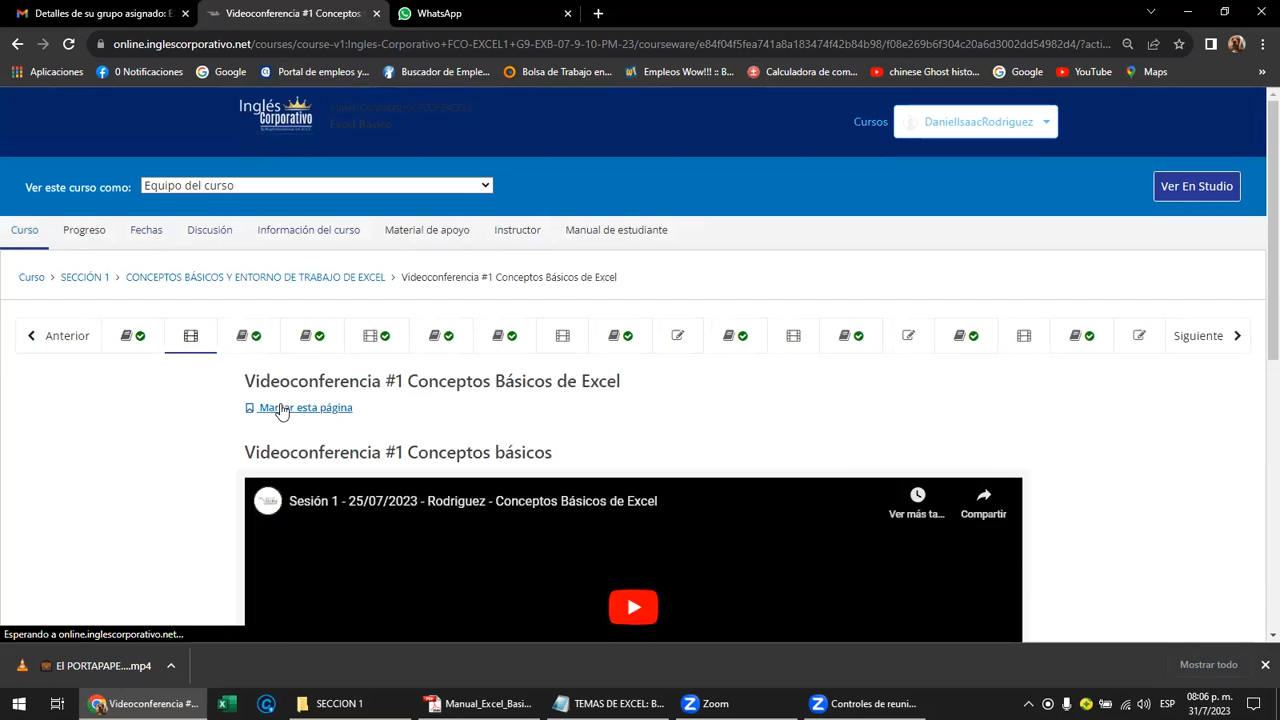 Detalles de su grupo asignado: E
Videoconferencia #1 Conceptos
WhatsApp
online.inglescorporativo.net/courses/course-v1:Ingles-Corporativo+FCO-EXCEL1+G9-EXB-07-9-10-PM-23/courseware/e84f04f5fea741a8a183474f42b84b98/f08e269b6f304c20a6d3002dd54982d4/?acti...
Aplicaciones
0 Notificaciones
Google
Portal empleos y...
Buscador de Emple...
Bolsa de Trabajo en...
Empleos Wow!!! :: B...
Calculadora de com...
chinese Ghost histo...
Google
YouTube
Maps
Inglés
Corporativo
Excel Básico
Cursos
DanielIsaacRodriguez
Ver este curso como:
Equipo del curso
Ver En Studio
Curso
Progreso
Fechas
Discusión
Información del curso
Material de apoyo
Instructor
Manual de estudiante
Curso > SECCIÓN 1 > CONCEPTOS BÁSICOS Y ENTORNO DE TRABAJO DE EXCEL > Videoconferencia #1 Conceptos Básicos de Excel
Anterior
Siguiente
Videoconferencia #1 Conceptos Básicos de Excel
Marcar esta página
Videoconferencia #1 Conceptos básicos
Sesión 1 - 25/07/2023 - Rodriguez - Conceptos Básicos de Excel
Ver más ta...
Compartir
Esperando a online.inglescorporativo.net...
El PORTAPAPE....mp4
Mostrar todo
Videoconferencia #...
SECCION 1
Manual_Excel_Basi...
TEMAS DE EXCEL: B...
Zoom
Controles de reuni...
ESP
08:06 p. m.
31/7/2023